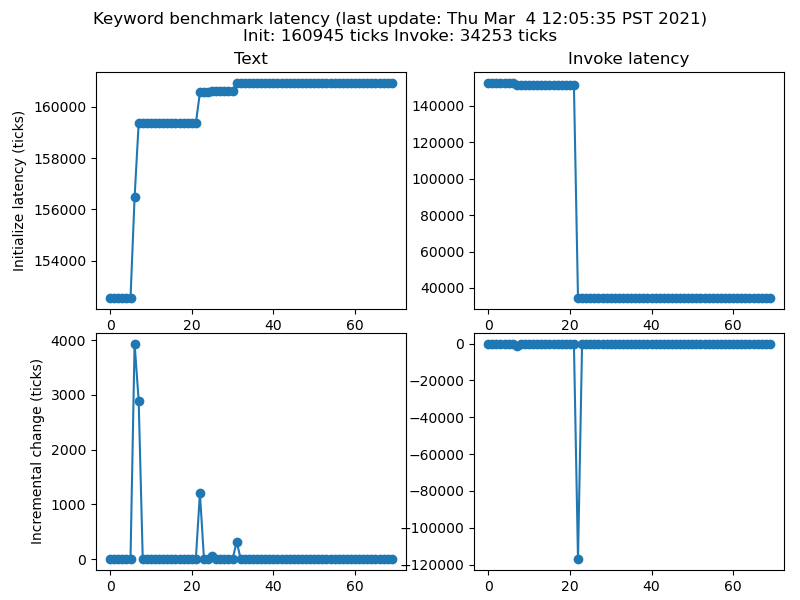 Keyword benchmark latency (last update: Thu Mar  4 12:05:35 PST 2021)
Init: 160945 ticks Invoke: 34253 ticks
Text
Initialize latency (ticks)
160000
158000
156000
154000
0 20 40 60
Invoke latency
140000
120000
100000
80000
60000
40000
0 20 40 60
Incremental change (ticks)
4000
3000
2000
1000
0
0 20 40 60
0
−20000
−40000
−60000
−80000
−100000
−120000
0 20 40 60